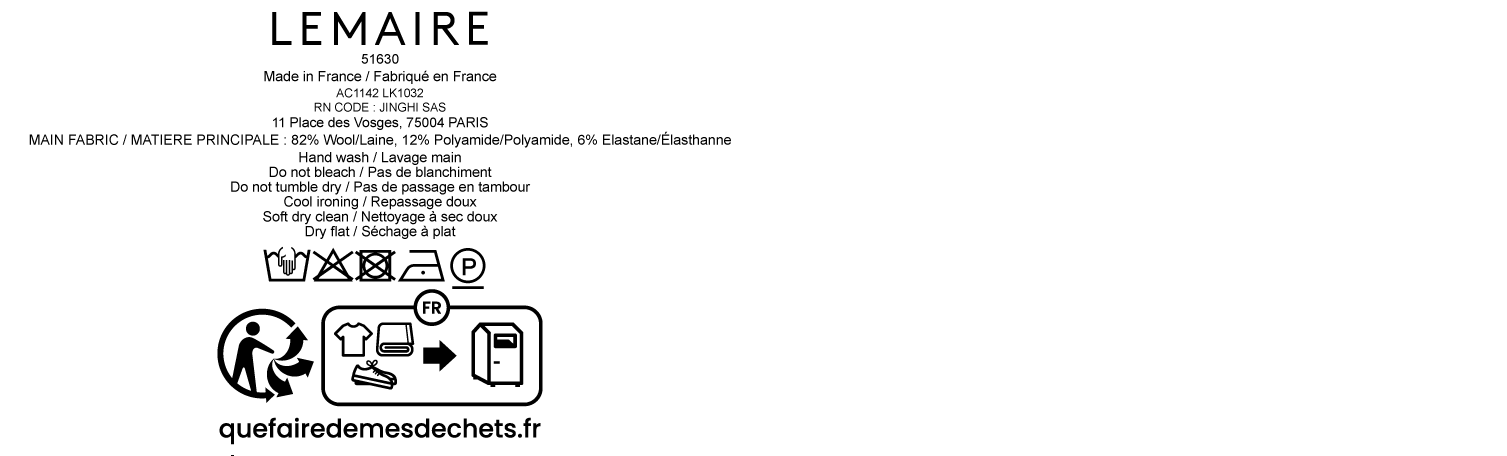 LEMAIRE
51630
Made in France / Fabriqué en France
AC1142 LK1032
RN CODE : JINGHI SAS
11 Place des Vosges, 75004 PARIS
MAIN FABRIC / MATIERE PRINCIPALE : 82% Wool/Laine, 12% Polyamide/Polyamide, 6% Elastane/Élasthanne
Hand wash / Lavage main
Do not bleach / Pas de blanchiment
Do not tumble dry / Pas de passage en tambour
Cool ironing / Repassage doux
Soft dry clean / Nettoyage à sec doux
Dry flat / Séchage à plat
P
FR
quefairedemesdechets.fr